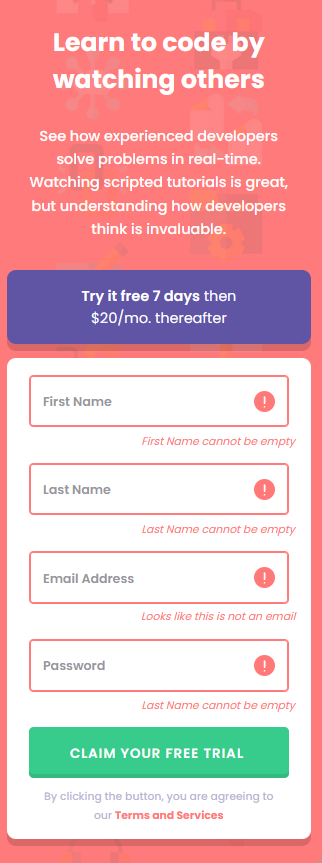 Learn to code by
watching others
See how experienced developers
solve problems in real-time.
Watching scripted tutorials is great,
but understanding how developers
think is invaluable.
Try it free 7 days then
$20/mo. thereafter
First Name
First Name cannot be empty
Last Name
Last Name cannot be empty
Email Address
Looks like this is not an email
Password
Last Name cannot be empty
CLAIM YOUR FREE TRIAL
By clicking the button, you are agreeing to
our Terms and Services